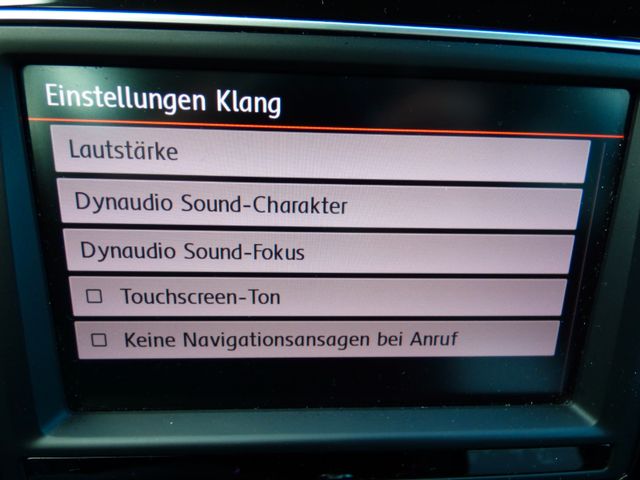 Einstellungen Klang
Lautstärke
Dynaudio Sound-Charakter
Dynaudio Sound-Fokus
Touchscreen-Ton
Keine Navigationsansagen bei Anruf